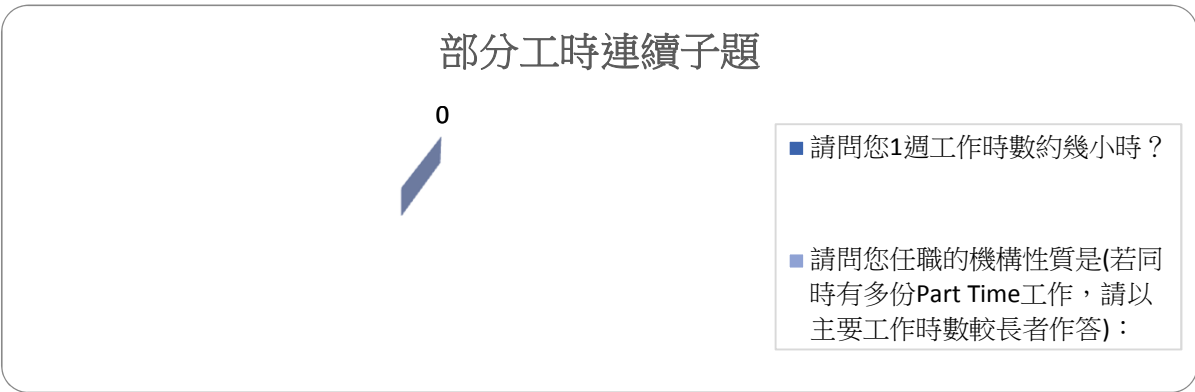 部分工時連續子題
0
請問您1週工作時數約幾小時？
請問您任職的機構性質是(若同
時有多份Part Time工作，請以
主要工作時數較長者作答)：